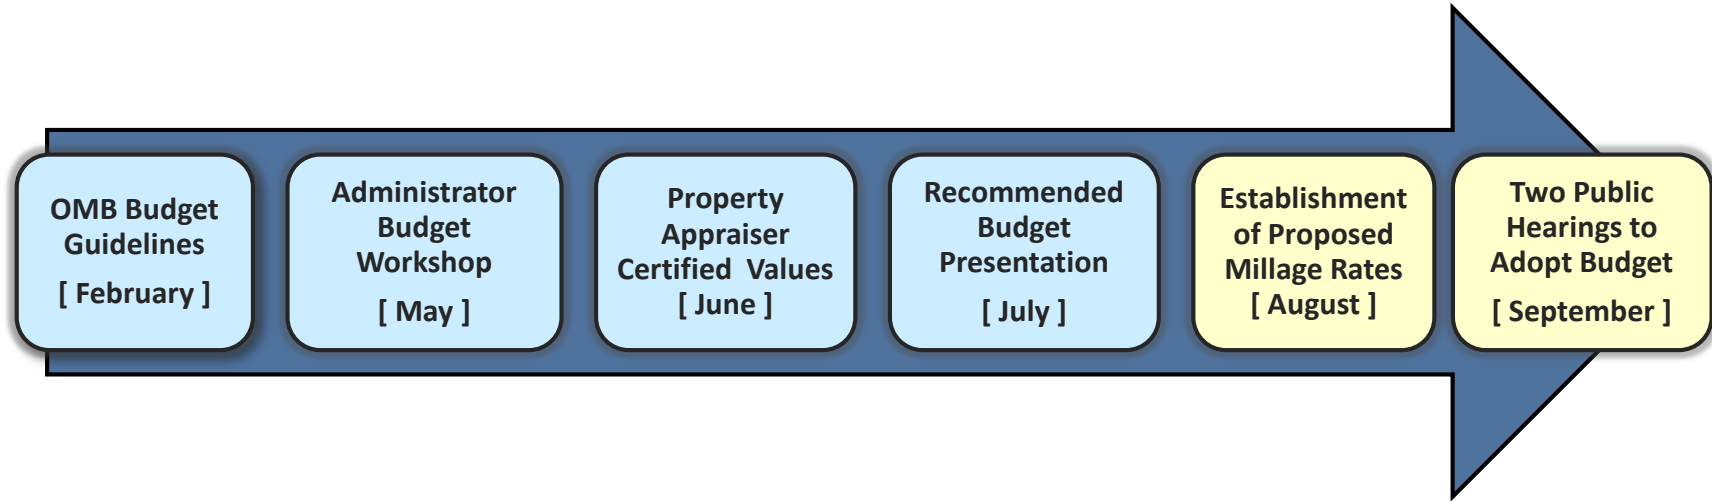 OMB Budget
Guidelines
[ February ]
Administrator
Budget
Workshop
[ May ]
Property
Appraiser
Certified  Values
[ June ]
Recommended
Budget
Presentation
[ July ]
Establishment
of Proposed
Millage Rates
[ August ]
Two Public
Hearings to
Adopt Budget
[ September ]